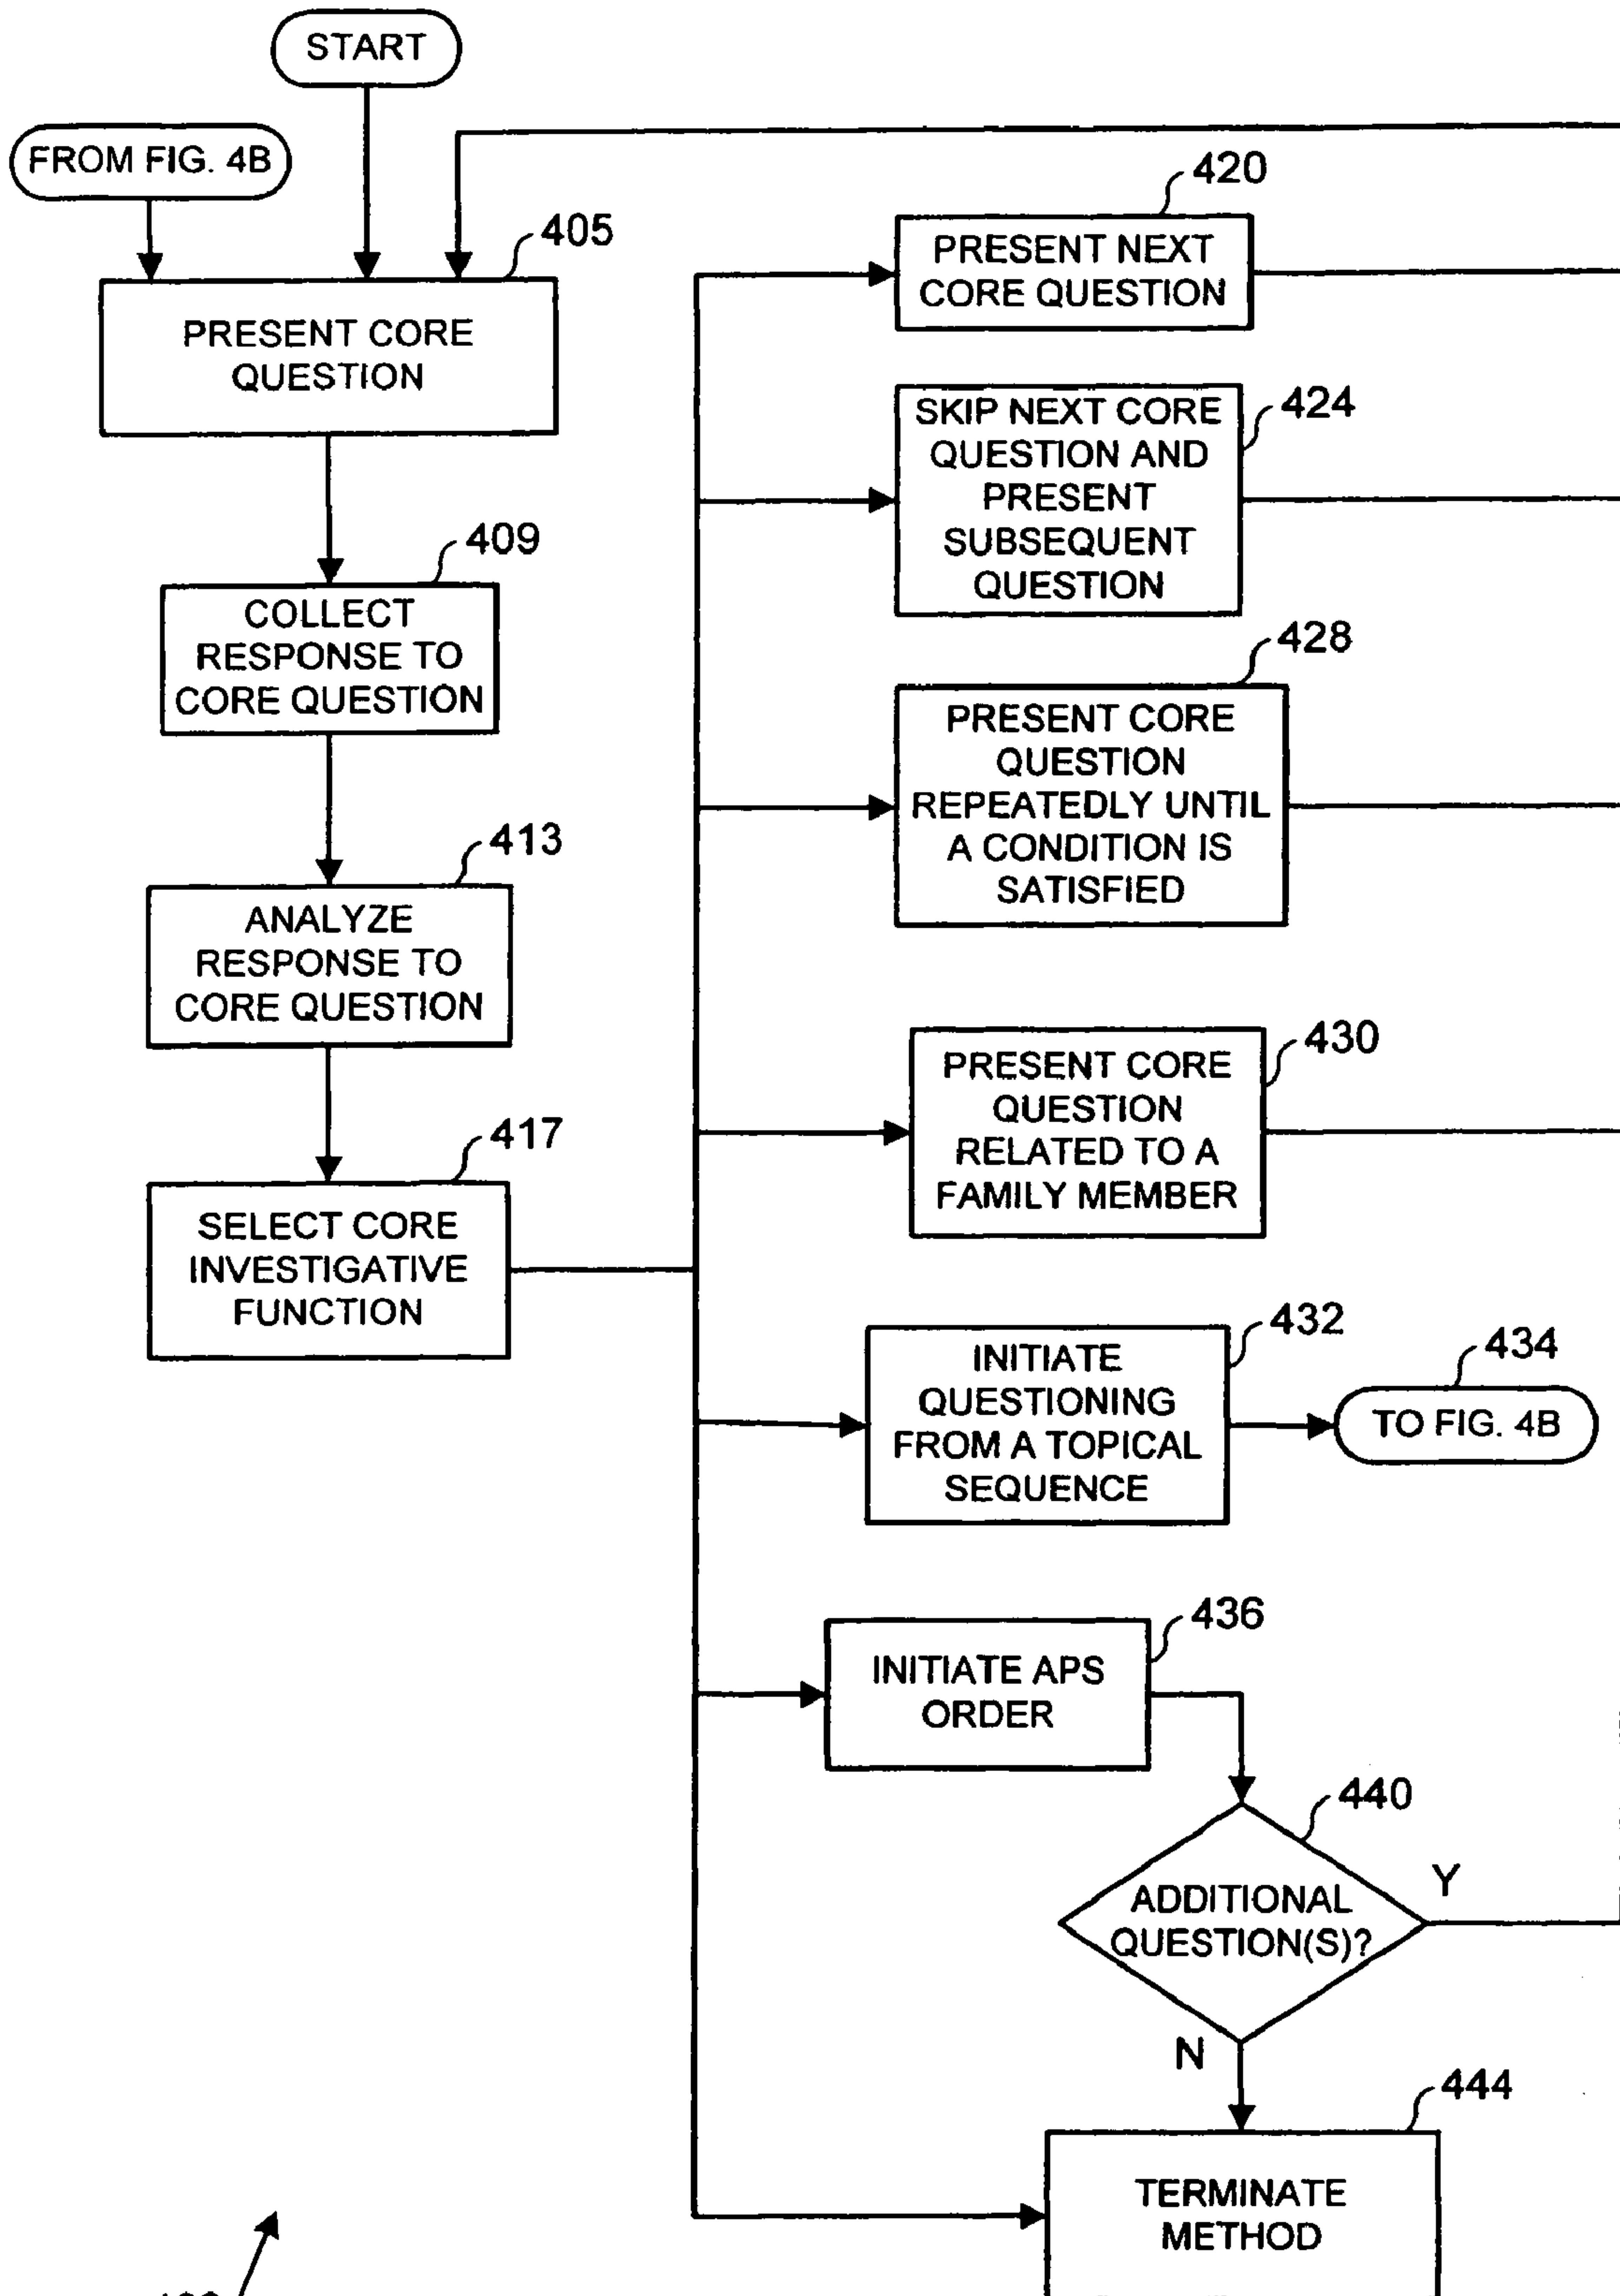 START
FROM FIG. 4B
405
PRESENT CORE
QUESTION
409
COLLECT
RESPONSE TO
CORE QUESTION
413
ANALYZE
RESPONSE TO
CORE QUESTION
417
SELECT CORE
INVESTIGATIVE
FUNCTION
420
PRESENT NEXT
CORE QUESTION
424
SKIP NEXT CORE
QUESTION AND
PRESENT
SUBSEQUENT
QUESTION
428
PRESENT CORE
QUESTION
REPEATEDLY UNTIL
A CONDITION IS
SATISFIED
430
PRESENT CORE
QUESTION
RELATED TO A
FAMILY MEMBER
432
INITIATE
QUESTIONING
FROM A TOPICAL
SEQUENCE
434
TO FIG. 4B
436
INITIATE APS
ORDER
440
ADDITIONAL
QUESTION(S)?
Y
N
444
TERMINATE
METHOD